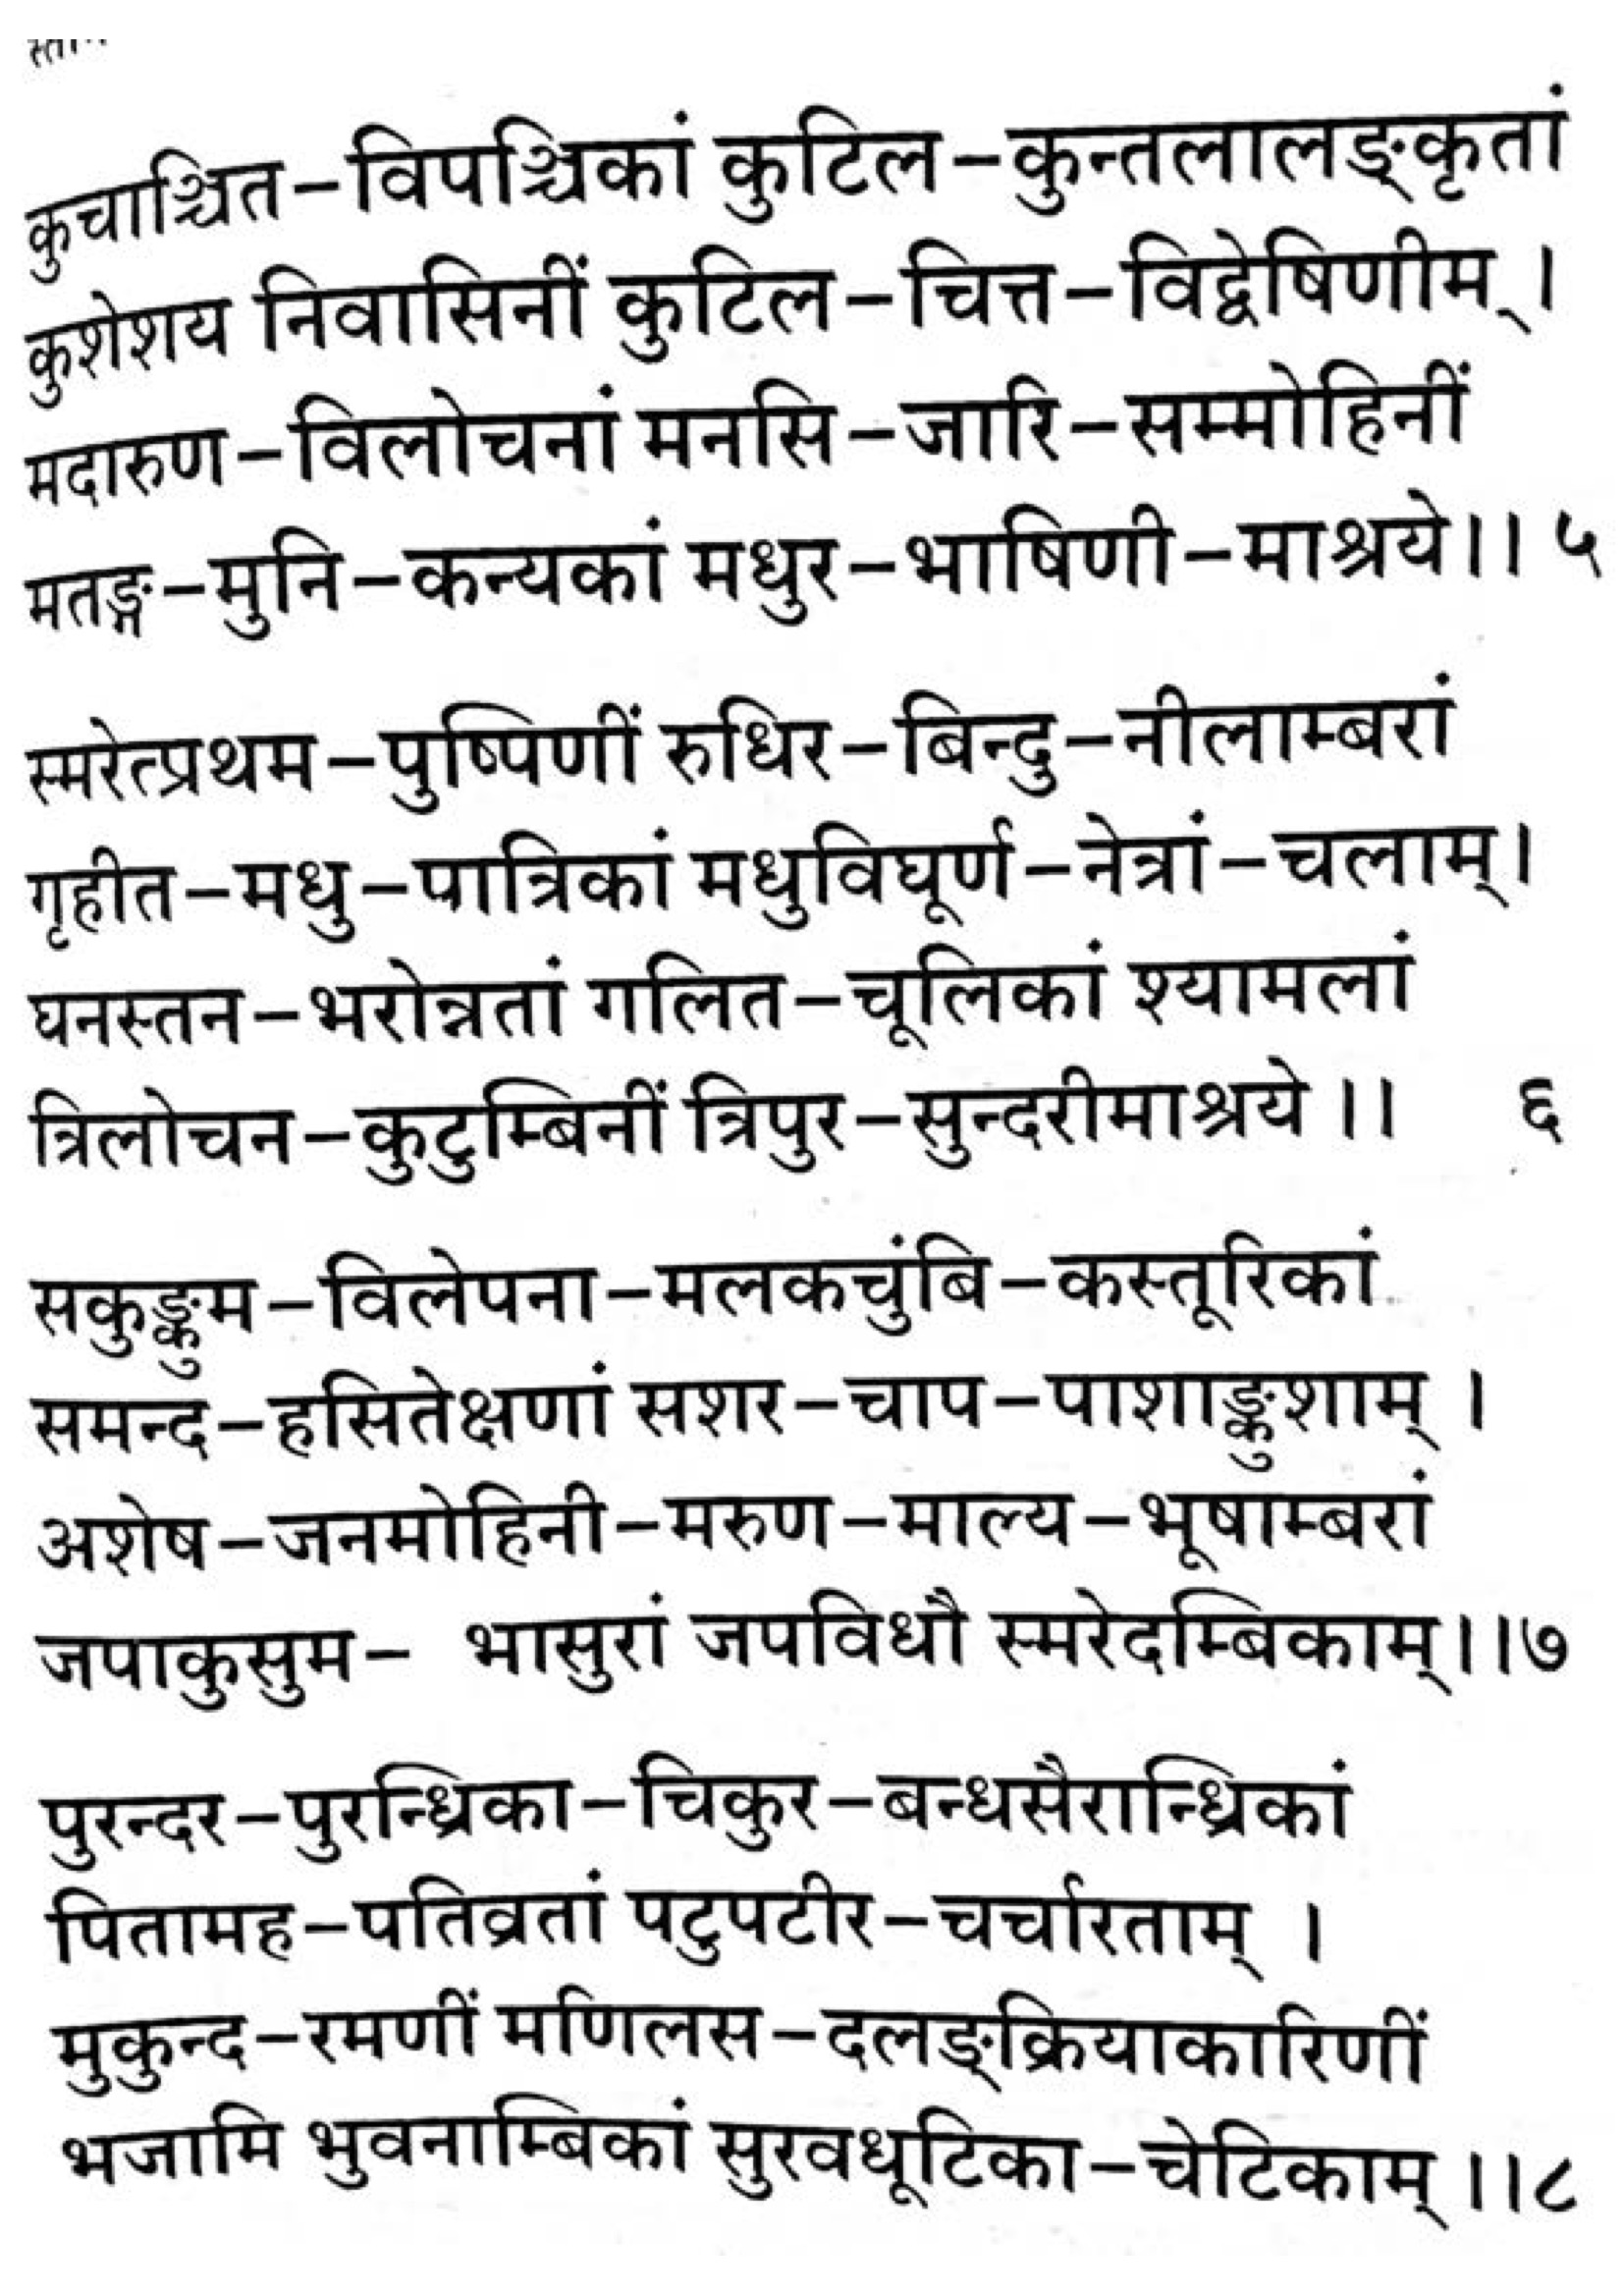 कुचाञ्चित-विपञ्चिकां कुटिल-कुन्तलालङ्कृतां
कुशेशय निवासिनीं कुटिल-चित्त-विद्वेषिणीम् ।
मदारुण-विलोचनां मनसि-जारि-सम्मोहिनीं
मतङ्ग-मुनि-कन्यकां मधुर-भाषिणी-माश्रये।। ५
स्मरेत्प्रथम-पुष्पिणीं रुधिर-बिन्दु-नीलाम्बरां
गृहीत-मधु-पात्रिकां मधुविघूर्ण-नेत्रां-चलाम्।
घनस्तन-भरोन्नतां गलित-चूलिकां श्यामलां
त्रिलोचन-कुटुम्बिनीं त्रिपुर-सुन्दरीमाश्रये ।। ६
सकुङ्कुम-विलेपना-मलकचुंबि-कस्तूरिकां
समन्द-हसितेक्षणां सशर-चाप-पाशाङ्कुशाम् ।
अशेष-जनमोहिनी-मरुण-माल्य-भूषाम्बरां
जपाकुसुम- भासुरां जपविधौ स्मरेदम्बिकाम्।।७
पुरन्दर-पुरन्ध्रिका-चिकुर-बन्धसैरान्ध्रिकां
पितामह-पतिव्रतां पटुपटीर-चर्चारताम् ।
मुकुन्द-रमणीं मणिलस-दलङ्क्रियाकारिणीं
भजामि भुवनाम्बिकां सुरवधूटिका-चेटिकाम् ।।८